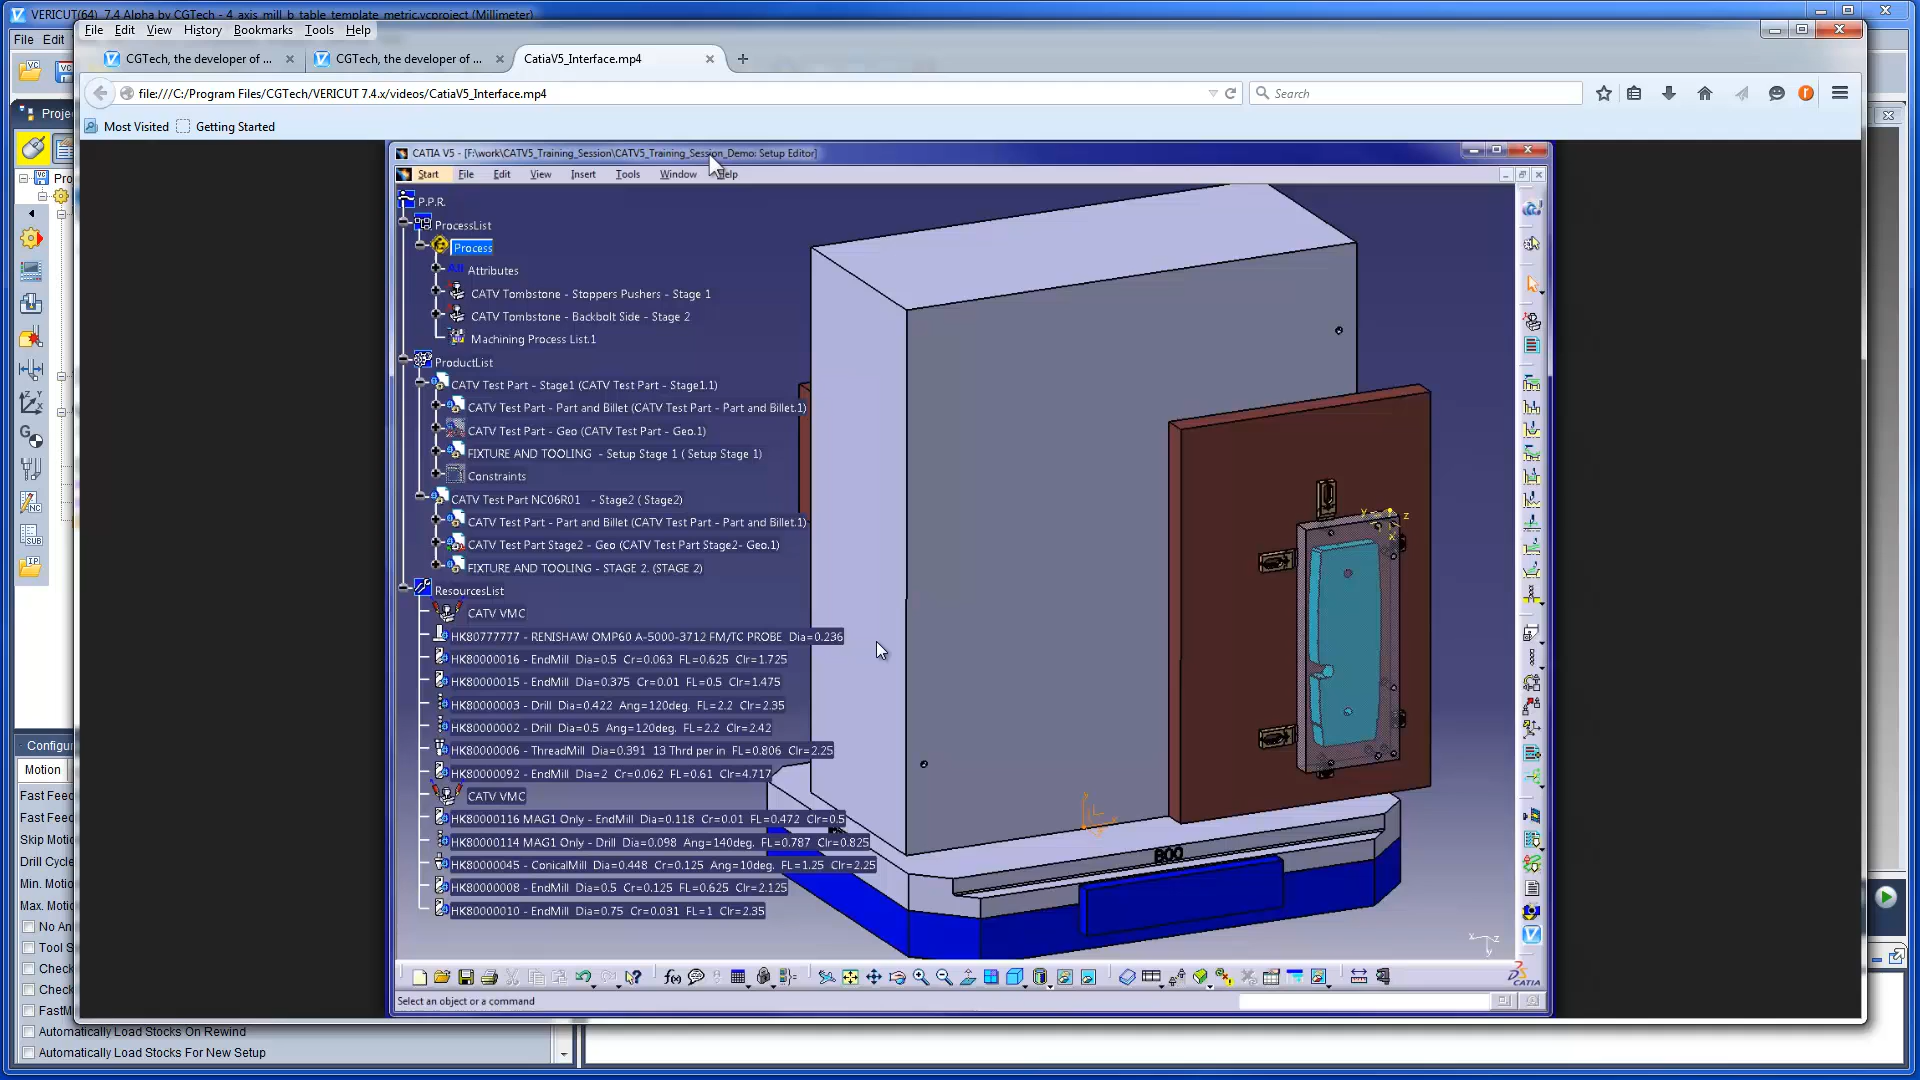 VERICUT(64) 7.4 Alpha by CGTech - 4_axis_mill_b_table_template_metric.vcproject (Millimeter)
File Edit
File Edit View History Bookmarks Tools Help
CGTech, the developer of ...
CGTech, the developer of ...
CatiaV5_Interface.mp4
file:///C:/Program Files/CGTech/VERICUT 7.4.x/videos/CatiaV5_Interface.mp4
Search
Most Visited Getting Started
Projec
Pro
CATIA V5 - [F:\work\CATV5_Training_Session\CATV5_Training_Session_Demo: Setup Editor]
Start File Edit View Insert Tools Window Help
P.P.R.
ProcessList
Process
Attributes
CATV Tombstone - Stoppers Pushers - Stage 1
CATV Tombstone - Backbolt Side - Stage 2
Machining Process List.1
ProductList
CATV Test Part - Stage1 (CATV Test Part - Stage1.1)
CATV Test Part - Part and Billet (CATV Test Part - Part and Billet.1)
CATV Test Part - Geo (CATV Test Part - Geo.1)
FIXTURE AND TOOLING - Setup Stage 1 ( Setup Stage 1)
Constraints
CATV Test Part NC06R01 - Stage2 ( Stage2)
CATV Test Part - Part and Billet (CATV Test Part - Part and Billet.1)
CATV Test Part Stage2 - Geo (CATV Test Part Stage2- Geo.1)
FIXTURE AND TOOLING - STAGE 2. (STAGE 2)
ResourcesList
CATV VMC
HK80777777 - RENISHAW OMP60 A-5000-3712 FM/TC PROBE Dia=0.236
HK80000016 - EndMill Dia=0.5 Cr=0.063 FL=0.625 Clr=1.725
HK80000015 - EndMill Dia=0.375 Cr=0.01 FL=0.5 Clr=1.475
HK80000003 - Drill Dia=0.422 Ang=120deg. FL=2.2 Clr=2.35
HK80000002 - Drill Dia=0.5 Ang=120deg. FL=2.2 Clr=2.42
HK80000006 - ThreadMill Dia=0.391 13 Thrd per in FL=0.806 Clr=2.25
HK80000092 - EndMill Dia=2 Cr=0.062 FL=0.61 Clr=4.717
CATV VMC
HK80000116 MAG1 Only - EndMill Dia=0.118 Cr=0.01 FL=0.472 Clr=0.5
HK80000114 MAG1 Only - Drill Dia=0.098 Ang=140deg. FL=0.787 Clr=0.825
HK80000045 - ConicalMill Dia=0.448 Cr=0.125 Ang=10deg. FL=1.25 Clr=2.25
HK80000008 - EndMill Dia=0.5 Cr=0.125 FL=0.625 Clr=2.125
HK80000010 - EndMill Dia=0.75 Cr=0.031 FL=1 Clr=2.35
Y Z
X
B00
X Z
Y
CATIA
Select an object or a command
Configur
Motion
Fast Feed
Fast Feed
Skip Motio
Drill Cycle
Min. Motio
Max. Motio
No An
Tool S
Check
Check
FastM
Automatically Load Stocks On Rewind
Automatically Load Stocks For New Setup